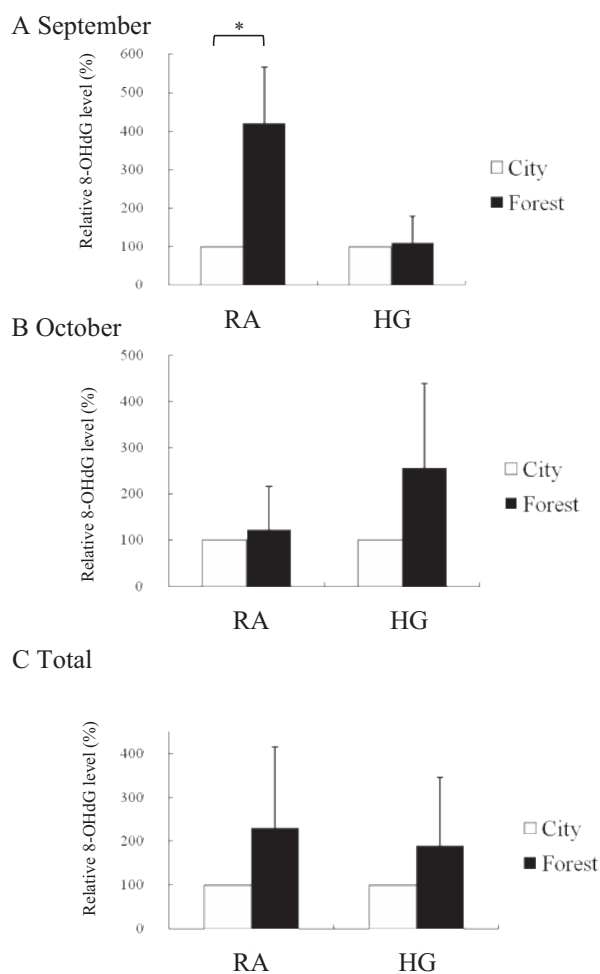 A September
*
Relative 8-OHdG level (%)
600
500
400
300
200
100
0
City
Forest
RA HG
B October
Relative 8-OHdG level (%)
500
400
300
200
100
0
City
Forest
RA HG
C Total
Relative 8-OHdG level (%)
400
300
200
100
0
City
Forest
RA HG